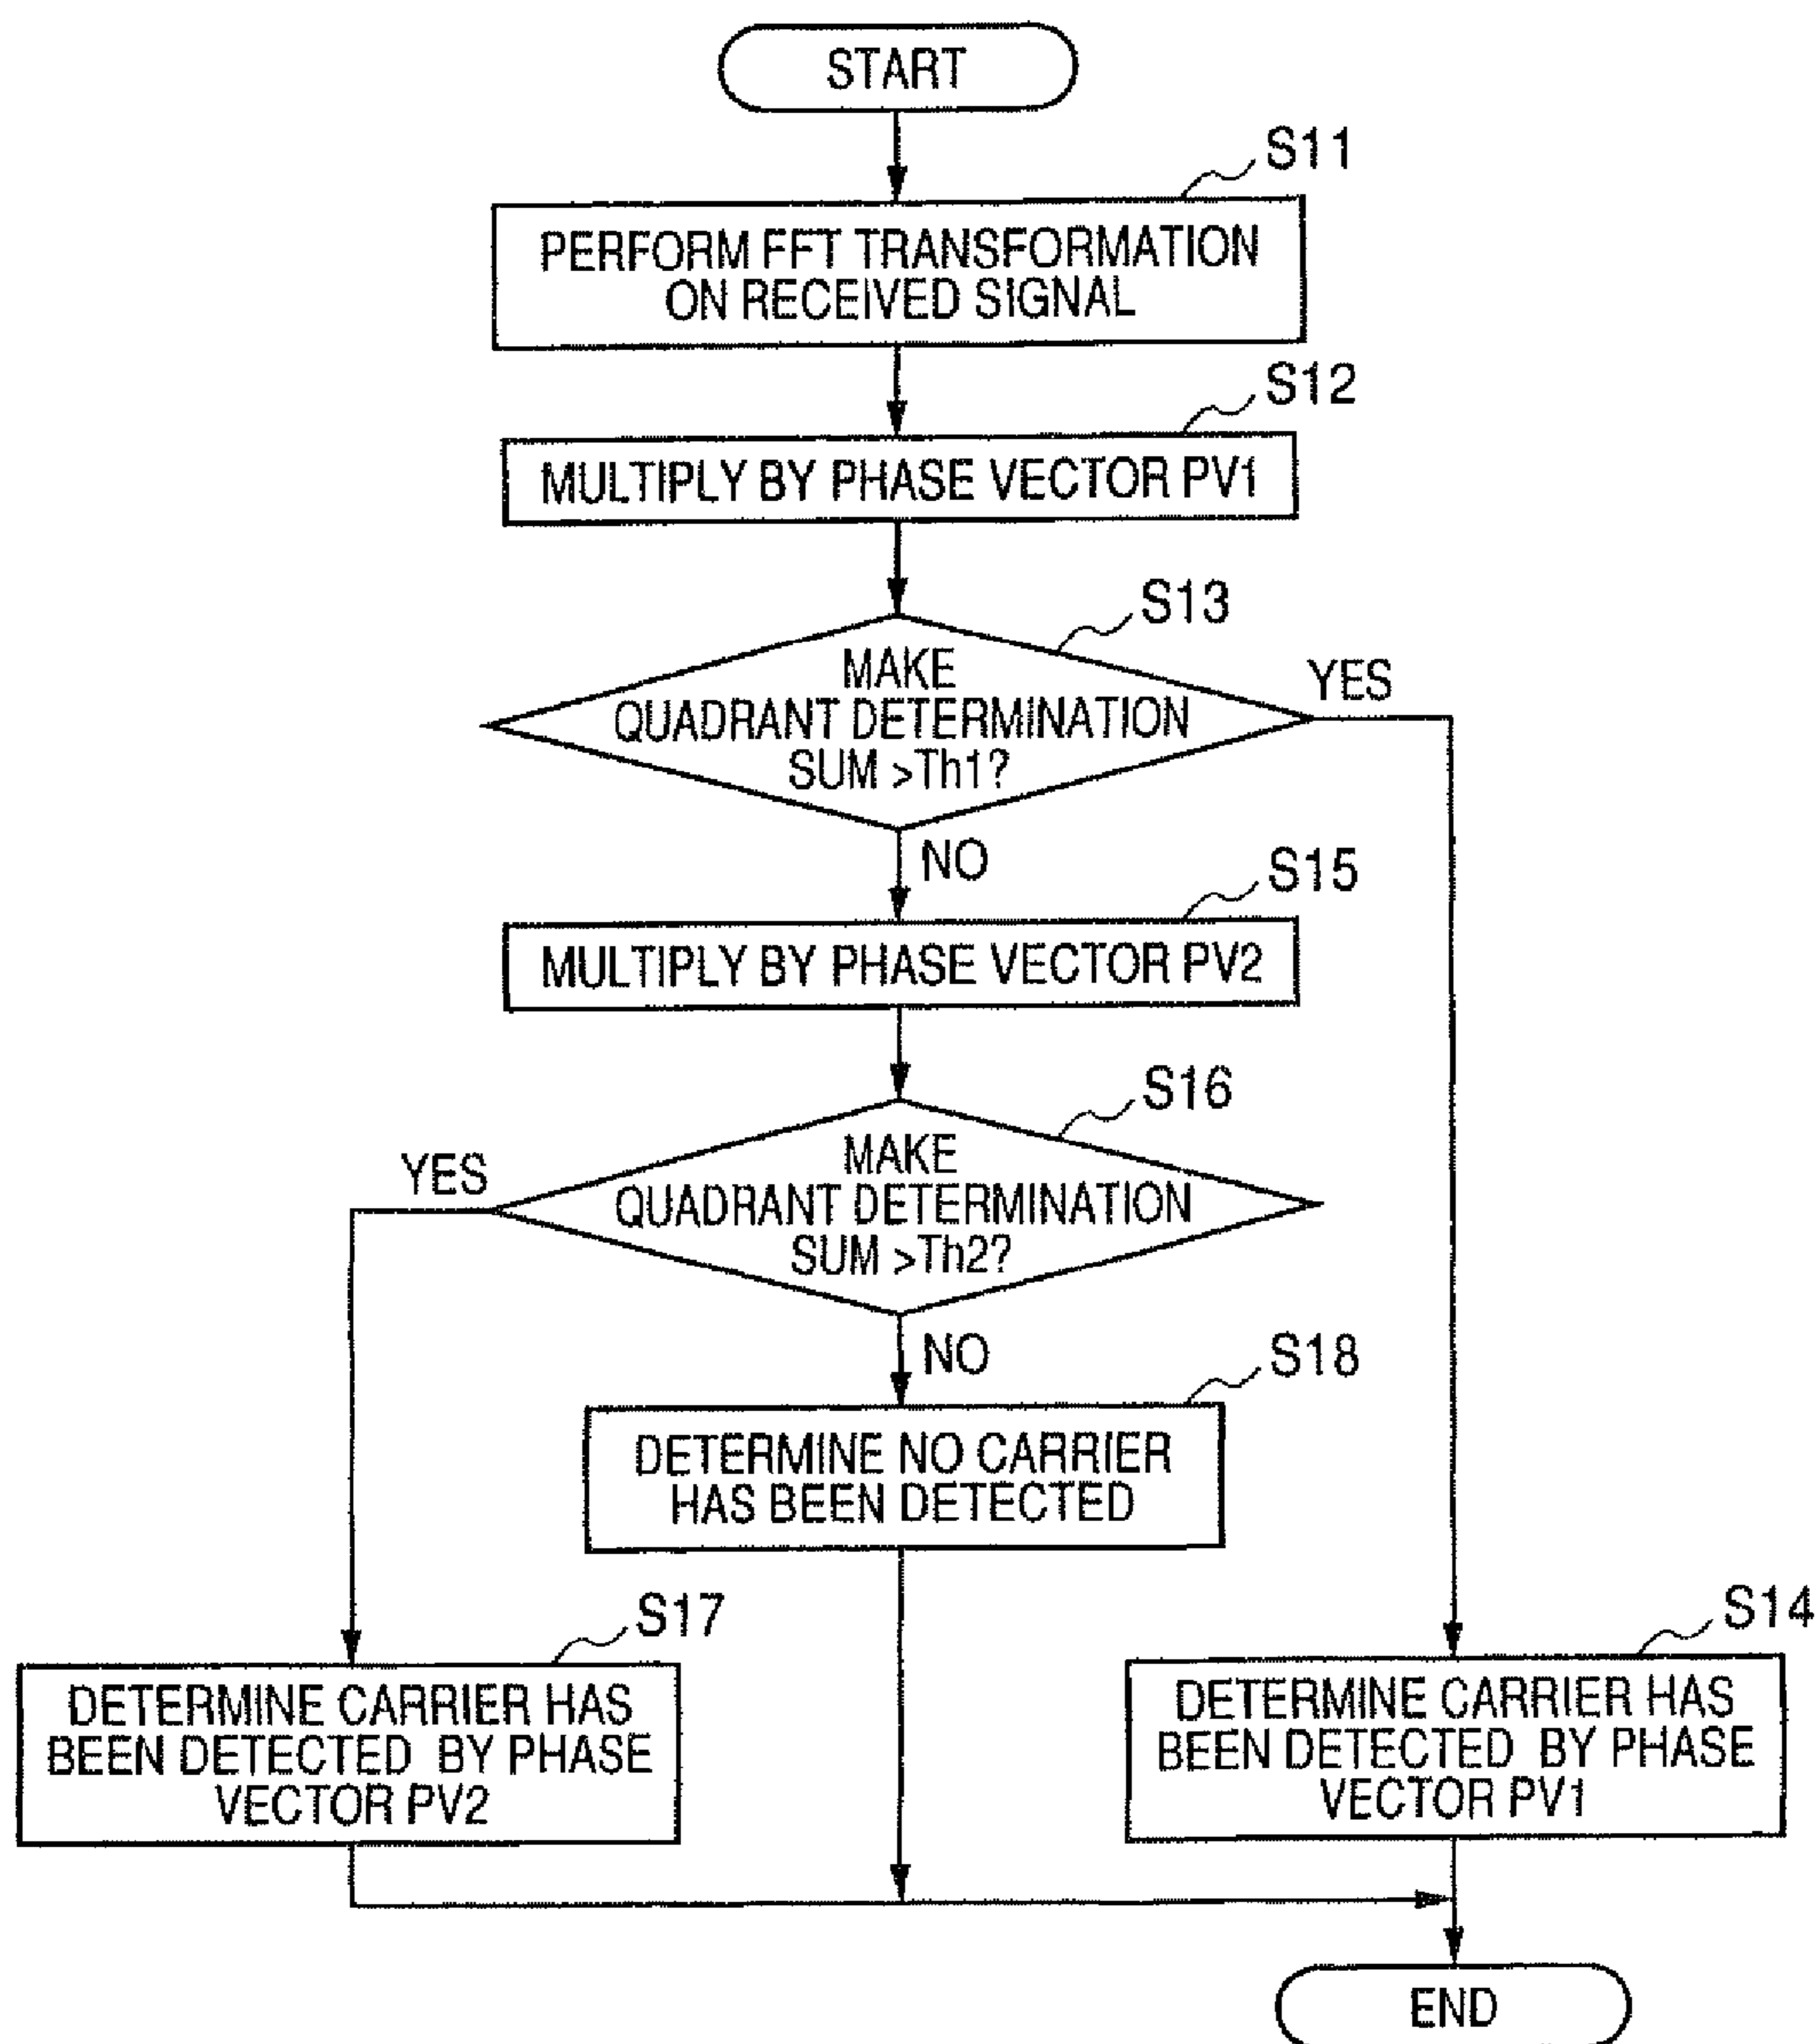 START
S11
PERFORM FFT TRANSFORMATION
ON RECEIVED SIGNAL
S12
MULTIPLY BY PHASE VECTOR PV1
S13
MAKE
QUADRANT DETERMINATION
SUM >Th1?
YES
NO
S15
MULTIPLY BY PHASE VECTOR PV2
S16
MAKE
QUADRANT DETERMINATION
SUM >Th2?
YES
NO
S18
DETERMINE NO CARRIER
HAS BEEN DETECTED
S17
DETERMINE CARRIER HAS
BEEN DETECTED BY PHASE
VECTOR PV2
S14
DETERMINE CARRIER HAS
BEEN DETECTED BY PHASE
VECTOR PV1
END